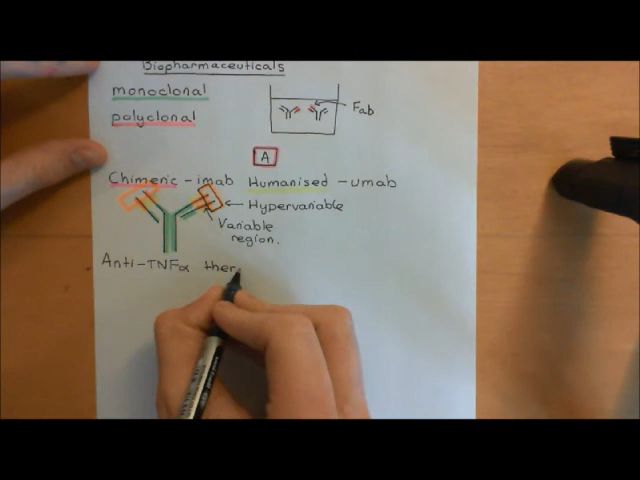 Biopharmaceuticals
monoclonal
polyclonal
Fab
A
Chimeric -imab Humanised -umab
Hypervariable
Variable
region.
Anti-TNFα ther